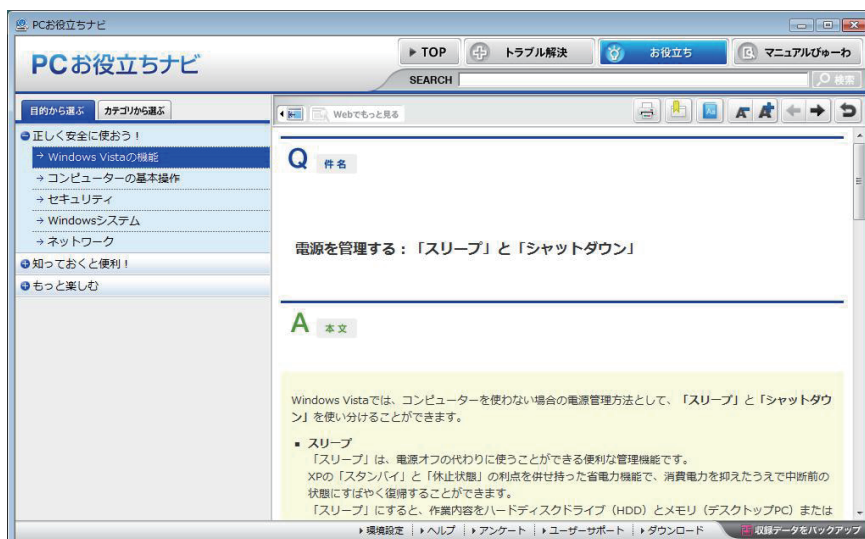 PCお役立ちナビ
PCお役立ちナビ
TOP
トラブル解決
お役立ち
マニュアルびゅーわ
SEARCH
検索
目的から選ぶ
カテゴリから選ぶ
Webでもっと見る
正しく安全に使おう!
→ Windows Vistaの機能
→ コンピューターの基本操作
→ セキュリティ
→ Windowsシステム
→ ネットワーク
知っておくと便利!
もっと楽しむ
Q 件名
電源を管理する:「スリープ」と「シャットダウン」
A 本文
Windows Vistaでは、コンピューターを使わない場合の電源管理方法として、「スリープ」と「シャットダウ
ン」を使い分けることができます。
▪ スリープ
「スリープ」は、電源オフの代わりに使うことができる便利な管理機能です。
XPの「スタンバイ」と「休止状態」の利点を併せ持った省電力機能で、消費電力を抑えたうえで中断前の
状態にすばやく復帰することができます。
「スリープ」にすると、作業内容をハードディスクドライブ(HDD)とメモリ(デスクトップPC)または
環境設定
ヘルプ
アンケート
ユーザーサポート
ダウンロード
収録データをバックアップ